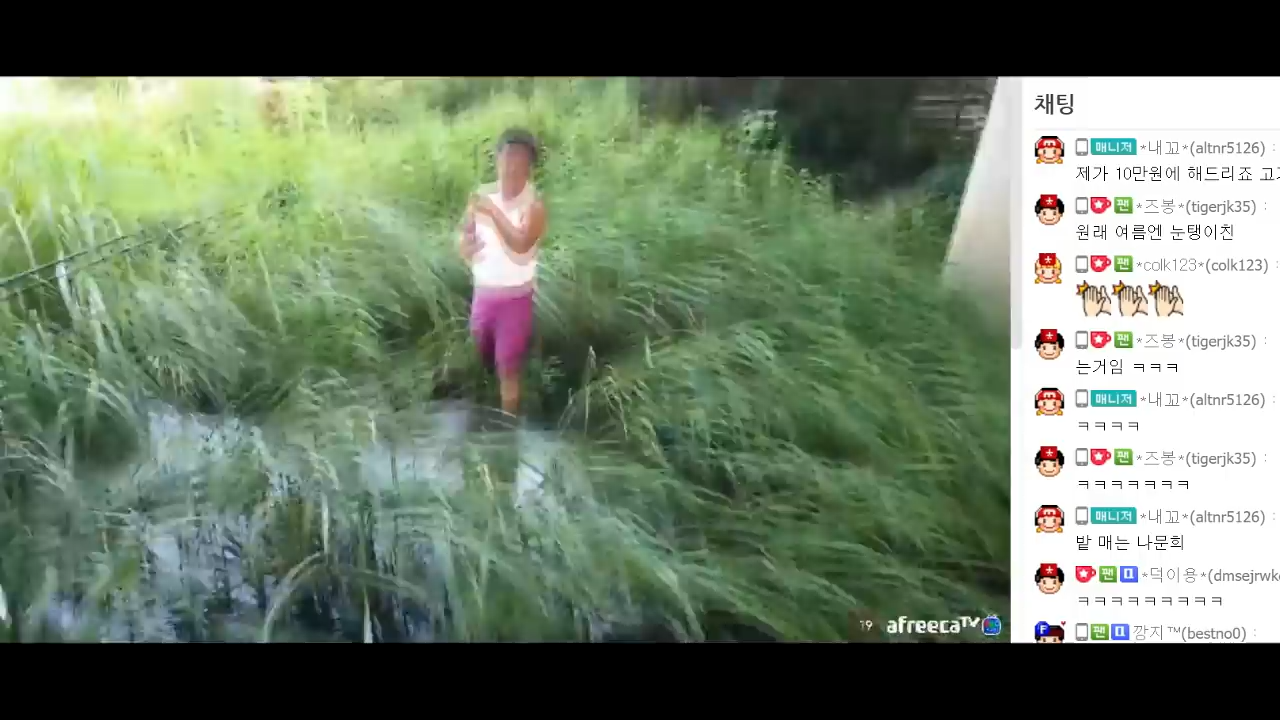 채팅
매니저 *내꼬*(altnr5126) :
제가 10만원에 해드리죠
팬 *즈봉*(tigerjk35) :
원래 여름엔 눈탱이친
팬 *colk123*(colk123) :
팬 *즈봉*(tigerjk35) :
는거임 ㅋㅋㅋ
매니저 *내꼬*(altnr5126) :
ㅋㅋㅋㅋ
팬 *즈봉*(tigerjk35) :
ㅋㅋㅋㅋㅋㅋㅋ
매니저 *내꼬*(altnr5126) :
밭 매는 나문희
팬 *덕이용*(dmsejrwk
ㅋㅋㅋㅋㅋㅋㅋㅋㅋ
팬 깡지™(bestno0) :
19 afreecaTV